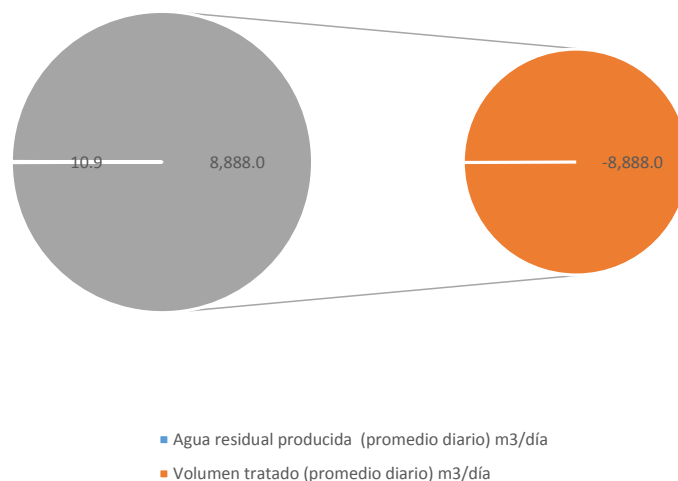 10.9 8,888.0 -8,888.0
Agua residual producida (promedio diario) m3/día
Volumen tratado (promedio diario) m3/día